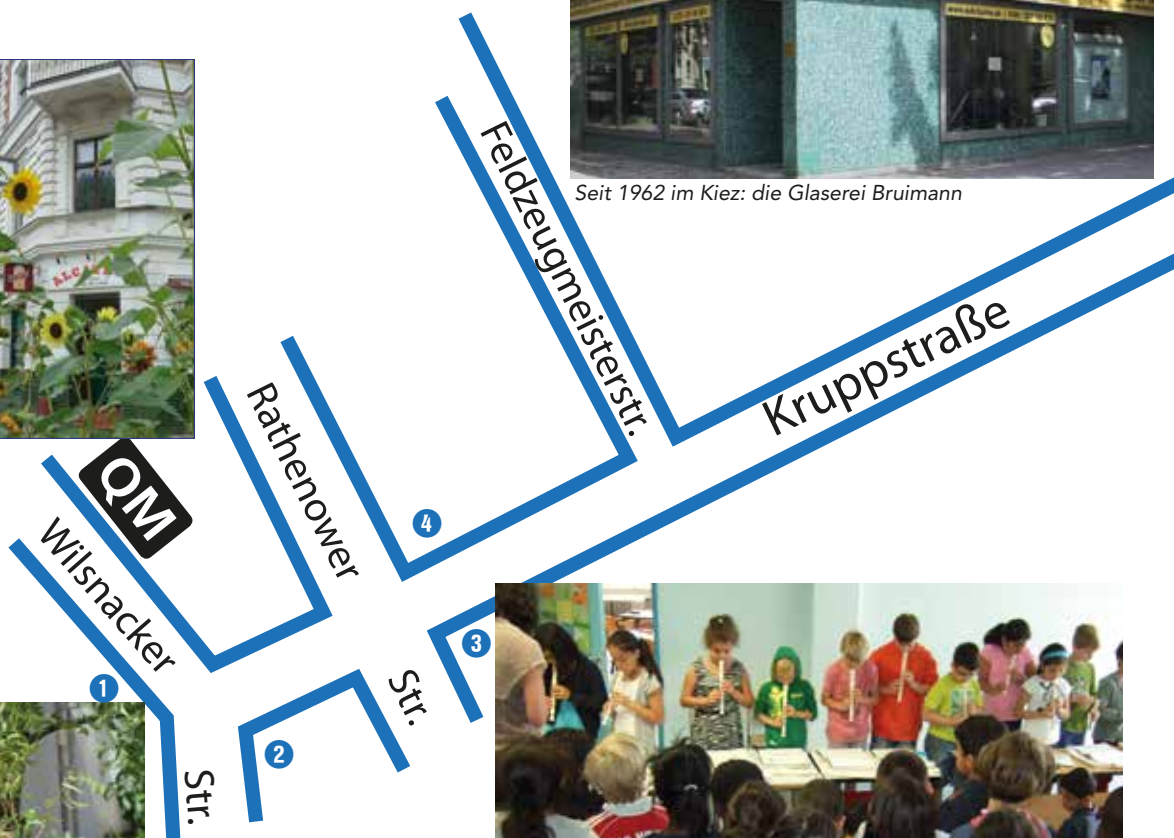 Seit 1962 im Kiez: die Glaserei Bruimann
Feldzeugmeisterstr.
Kruppstraße
Rathenower
Str.
QM
Wilsnacker
Str.
4
3
1
2